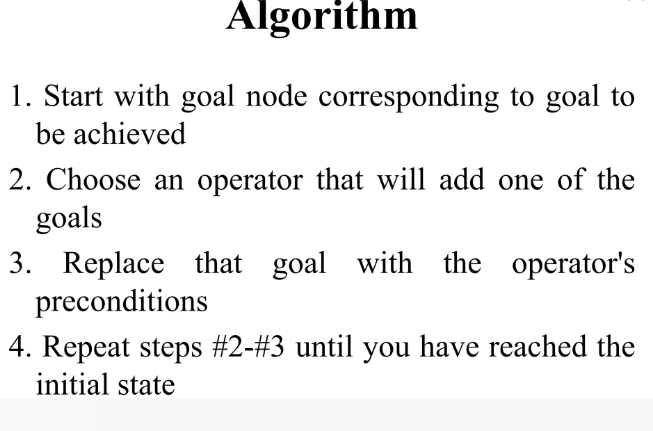 Algorithm
1. Start with goal node corresponding to goal to
be achieved
2. Choose an operator that will add one of the
goals
3. Replace that goal with the operator's
preconditions
4. Repeat steps #2-#3 until you have reached the
initial state